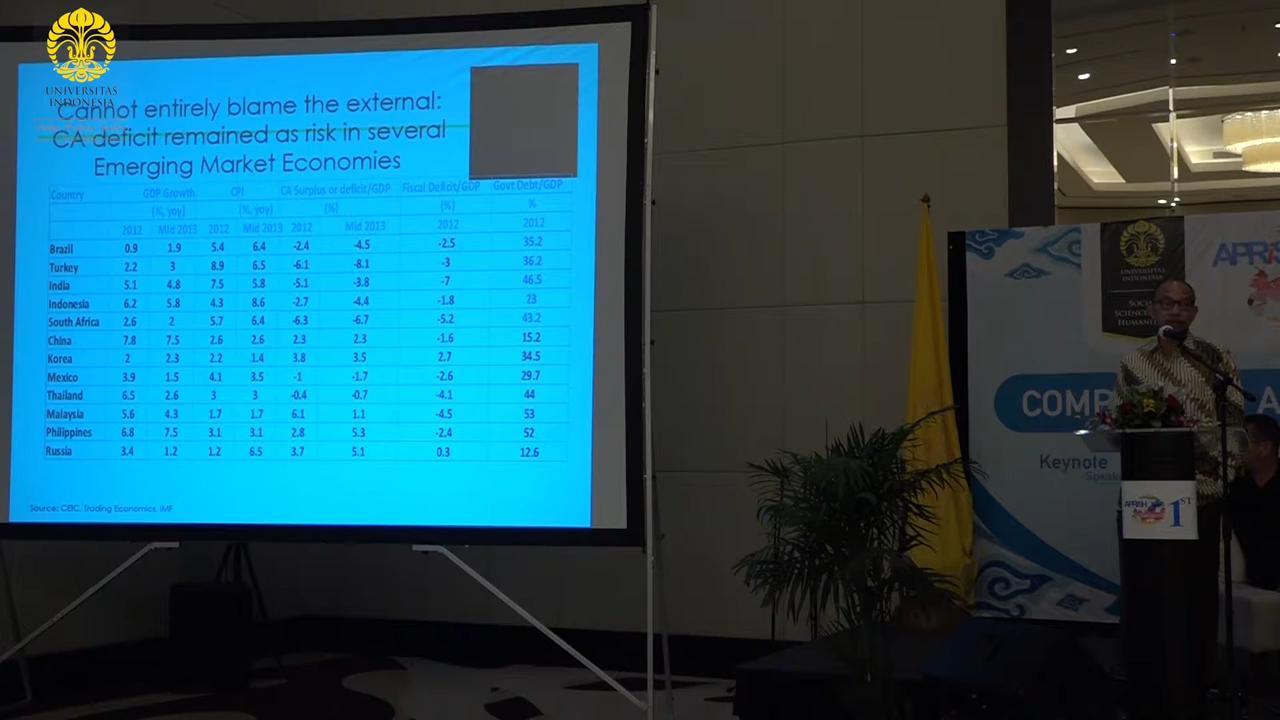 UNIVERSITAS
INDONESIA
Cannot entirely blame the external:
CA deficit remained as risk in several
Emerging Market Economies
Country GDP Growth CPI CA Surplus or deficit/GDP Fiscal Deficit/GDP Govt Debt/GDP
(%, yoy) (%, yoy) (%) (%) %
2012 Mid 2013 2012 Mid 2013 2012 Mid 2013 2012 2012
Brazil 0.9 1.9 5.4 6.4 -2.4 -4.5 -2.5 35.2
Turkey 2.2 3 8.9 6.5 -6.1 -8.1 -3 36.2
India 5.1 4.8 7.5 5.8 -5.1 -3.8 -7 46.5
Indonesia 6.2 5.8 4.3 8.6 -2.7 -4.4 -1.8 23
South Africa 2.6 2 5.7 6.4 -6.3 -6.7 -5.2 43.2
China 7.8 7.5 2.6 2.6 2.3 2.3 -1.6 15.2
Korea 2 2.3 2.2 1.4 3.8 3.5 2.7 34.5
Mexico 3.9 1.5 4.1 3.5 -1 -1.7 -2.6 29.7
Thailand 6.5 2.6 3 3 -0.4 -0.7 -4.1 44
Malaysia 5.6 4.3 1.7 1.7 6.1 1.1 -4.5 53
Philippines 6.8 7.5 3.1 3.1 2.8 5.3 -2.4 52
Russia 3.4 1.2 1.2 6.5 3.7 5.1 0.3 12.6
Source: CEIC, Trading Economics, IMF
UNIVERSITAS
INDONESIA
APRiS
COMP A
Keynote
APRiSH 1ST